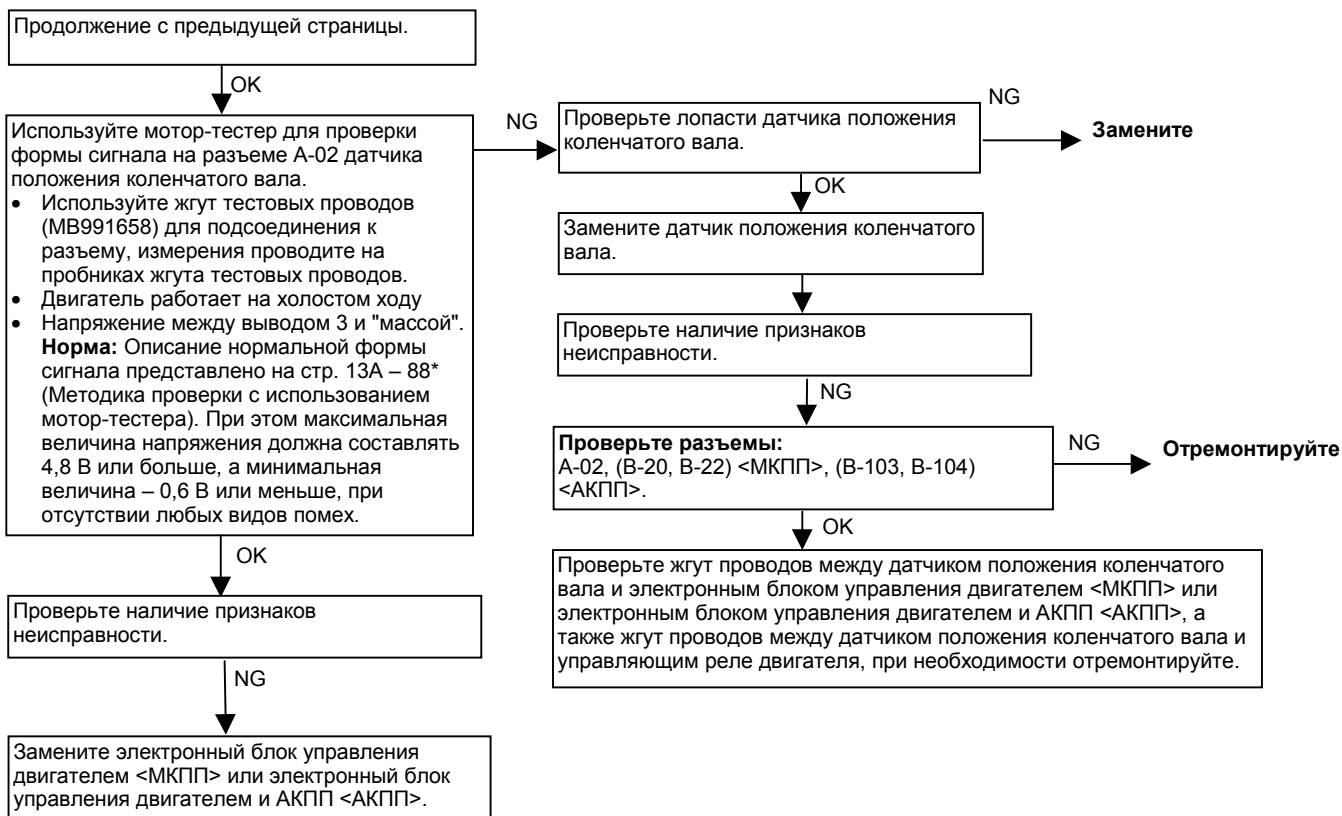 Продолжение с предыдущей страницы.
OK
Используйте мотор-тестер для проверки
формы сигнала на разъеме А-02 датчика
положения коленчатого вала.
• Используйте жгут тестовых проводов
(МВ991658) для подсоединения к
разъему, измерения проводите на
пробниках жгута тестовых проводов.
• Двигатель работает на холостом ходу
• Напряжение между выводом 3 и "массой".
Норма: Описание нормальной формы
сигнала представлено на стр. 13А – 88*
(Методика проверки с использованием
мотор-тестера). При этом максимальная
величина напряжения должна составлять
4,8 В или больше, а минимальная
величина – 0,6 В или меньше, при
отсутствии любых видов помех.
OK
Проверьте наличие признаков
неисправности.
NG
Замените электронный блок управления
двигателем <МКПП> или электронный блок
управления двигателем и АКПП <АКПП>.
NG
Проверьте лопасти датчика положения
коленчатого вала.
NG
Замените
OK
Замените датчик положения коленчатого
вала.
Проверьте наличие признаков
неисправности.
NG
Проверьте разъемы:
А-02, (В-20, В-22) <МКПП>, (В-103, В-104)
<АКПП>.
NG
Отремонтируйте
OK
Проверьте жгут проводов между датчиком положения коленчатого
вала и электронным блоком управления двигателем <МКПП> или
электронным блоком управления двигателем и АКПП <АКПП>, а
также жгут проводов между датчиком положения коленчатого вала и
управляющим реле двигателя, при необходимости отремонтируйте.